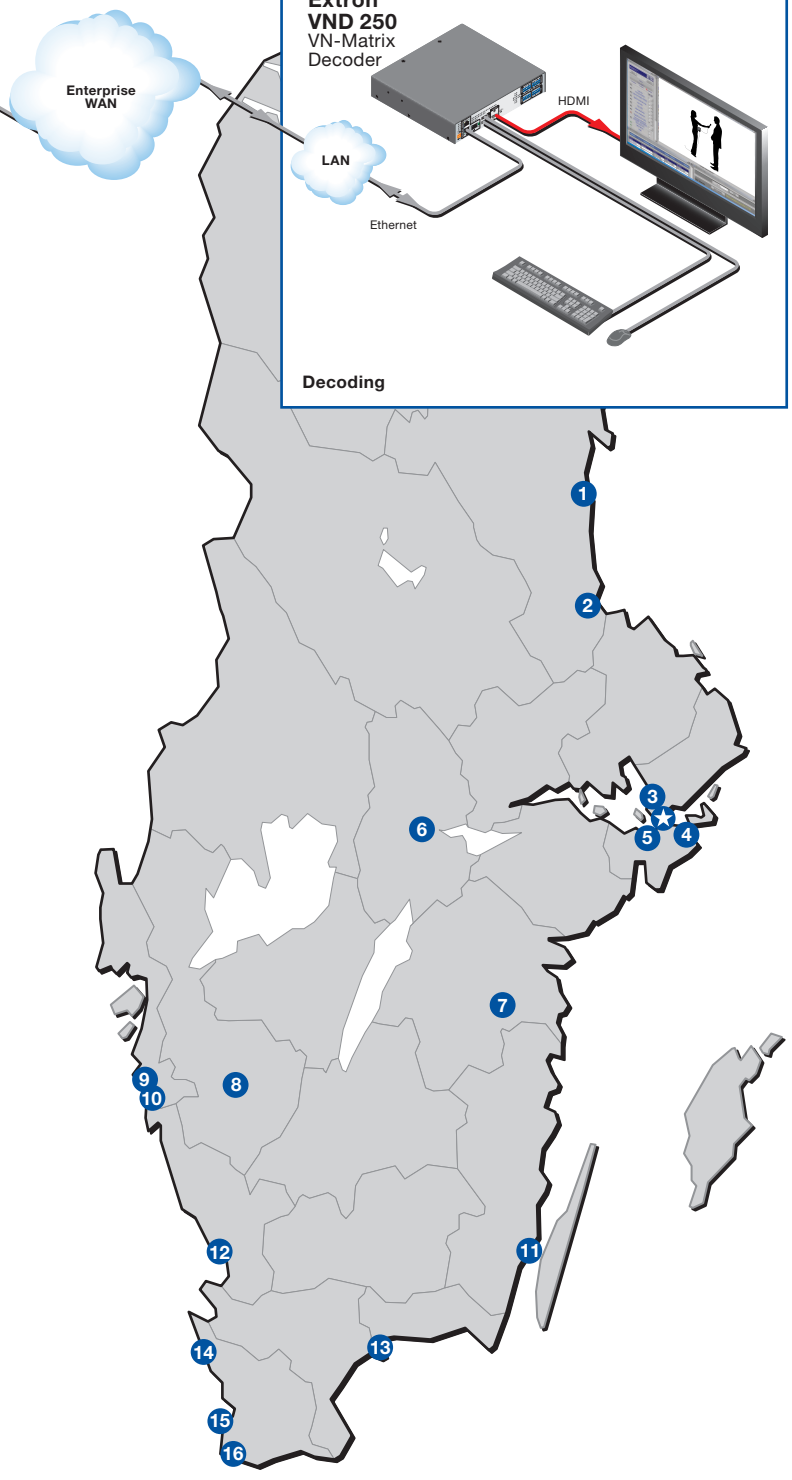 Extron
VND 250
VN-Matrix
Decoder
Enterprise
WAN
HDMI
LAN
Ethernet
Decoding
1
2
3
4
5
6
7
8
9
10
11
12
13
14
15
16